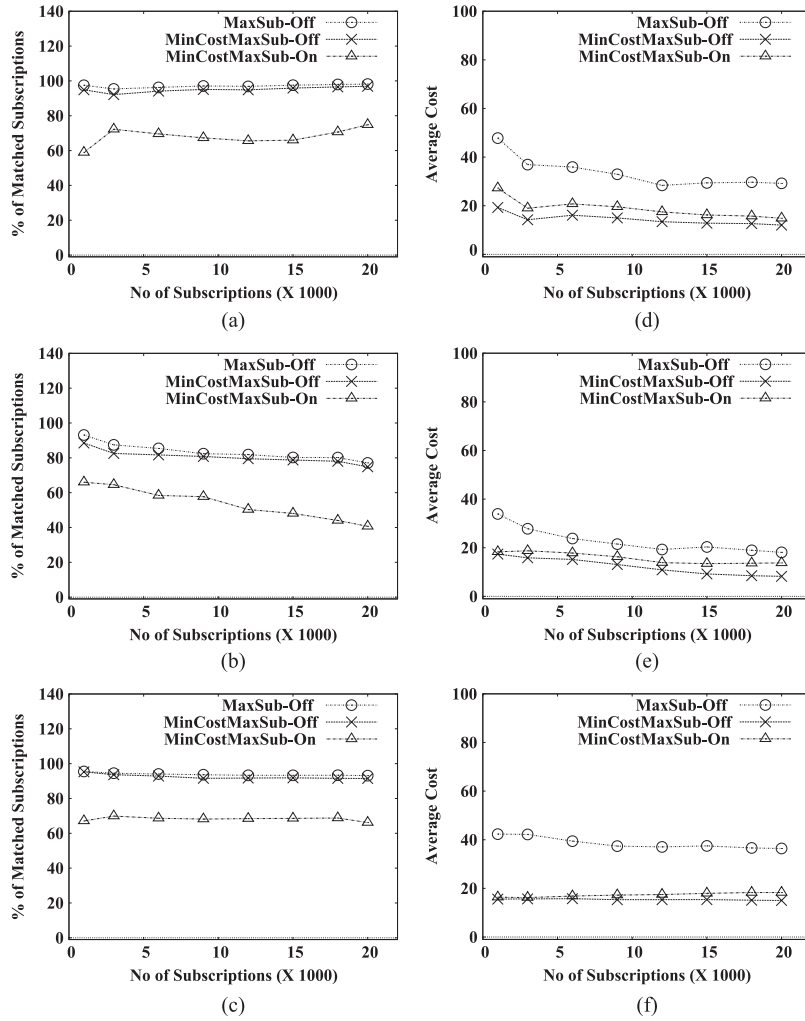 140
120
100
80
60
40
20
0
% of Matched Subscriptions
MaxSub-Off
MinCostMaxSub-Off
MinCostMaxSub-On
0 5 10 15 20
No of Subscriptions (X 1000)
(a)
100
80
60
40
20
0
Average Cost
MaxSub-Off
MinCostMaxSub-Off
MinCostMaxSub-On
0 5 10 15 20
No of Subscriptions (X 1000)
(d)
140
120
100
80
60
40
20
0
% of Matched Subscriptions
MaxSub-Off
MinCostMaxSub-Off
MinCostMaxSub-On
0 5 10 15 20
No of Subscriptions (X 1000)
(b)
100
80
60
40
20
0
Average Cost
MaxSub-Off
MinCostMaxSub-Off
MinCostMaxSub-On
0 5 10 15 20
No of Subscriptions (X 1000)
(e)
140
120
100
80
60
40
20
0
% of Matched Subscriptions
MaxSub-Off
MinCostMaxSub-Off
MinCostMaxSub-On
0 5 10 15 20
No of Subscriptions (X 1000)
(c)
100
80
60
40
20
0
Average Cost
MaxSub-Off
MinCostMaxSub-Off
MinCostMaxSub-On
0 5 10 15 20
No of Subscriptions (X 1000)
(f)